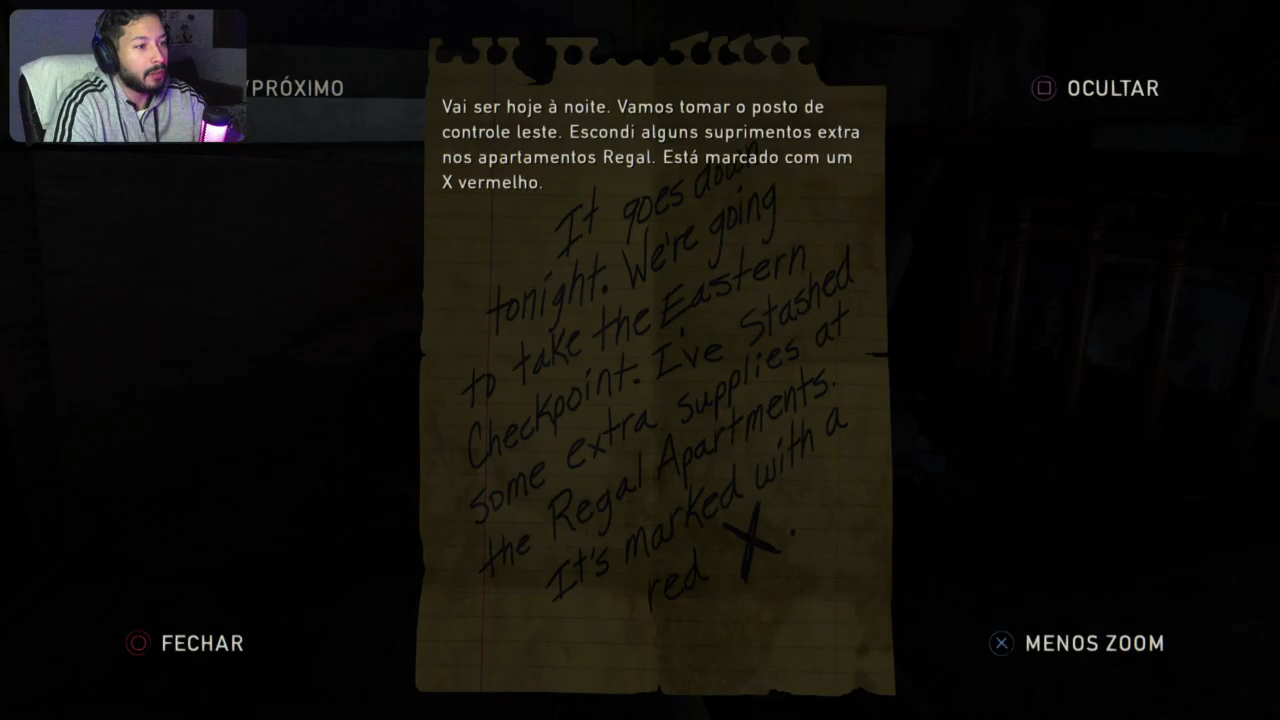 /PRÓXIMO
OCULTAR
Vai ser hoje à noite. Vamos tomar o posto de
controle leste. Escondi alguns suprimentos extra
nos apartamentos Regal. Está marcado com um
X vermelho.
It goes down
tonight. We're going
to take the Eastern
Checkpoint. I've Stashed
some extra supplies at
the Regal Apartments.
It's marked with a
red X.
FECHAR
MENOS ZOOM